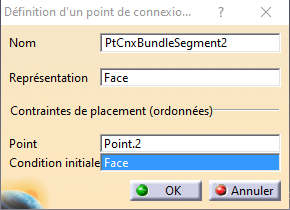 Définition d'un point de connexio... ? ×
Nom PtCnxBundleSegment2
Représentation Face
Contraintes de placement (ordonnées)
Point Point.2
Condition initiale Face
OK Annuler